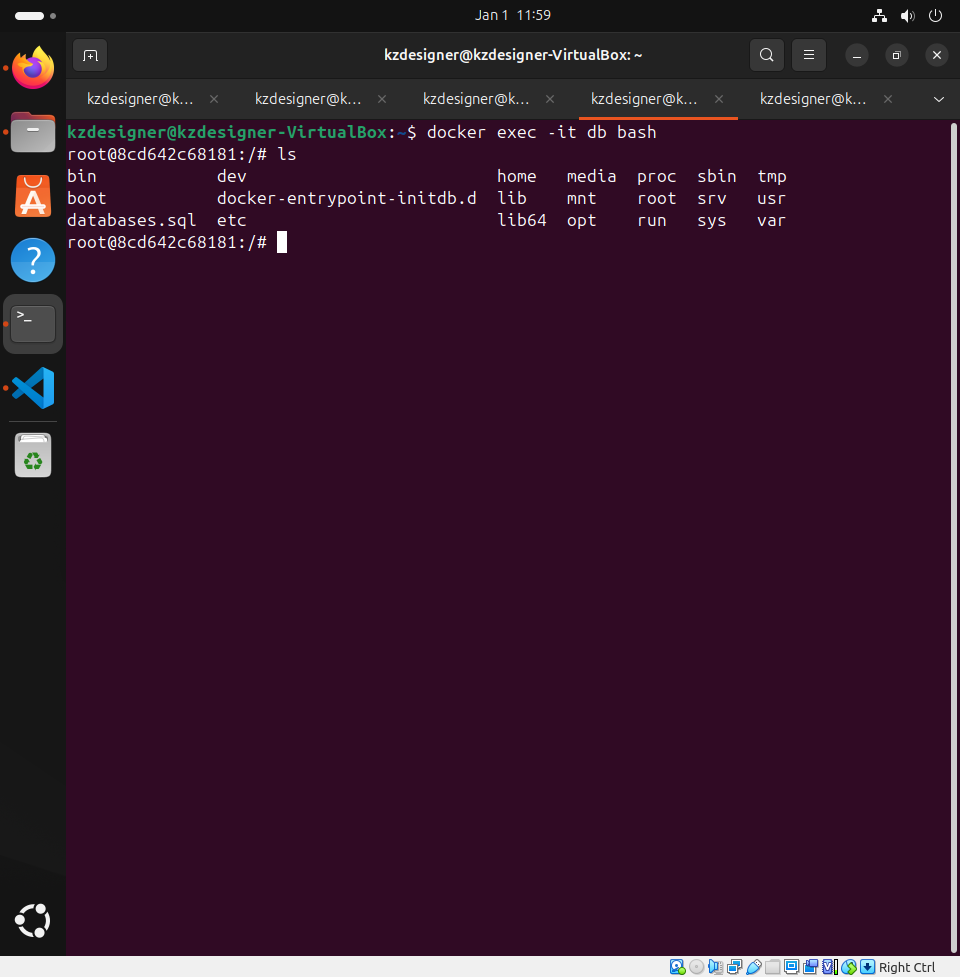 Jan 1 11:59
kzdesigner@kzdesigner-VirtualBox: ~
kzdesigner@k... kzdesigner@k... kzdesigner@k... kzdesigner@k... kzdesigner@k...
kzdesigner@kzdesigner-VirtualBox:~$ docker exec -it db bash
root@8cd642c68181:/# ls
bin dev home media proc sbin tmp
boot docker-entrypoint-initdb.d lib mnt root srv usr
databases.sql etc lib64 opt run sys var
root@8cd642c68181:/#
Right Ctrl